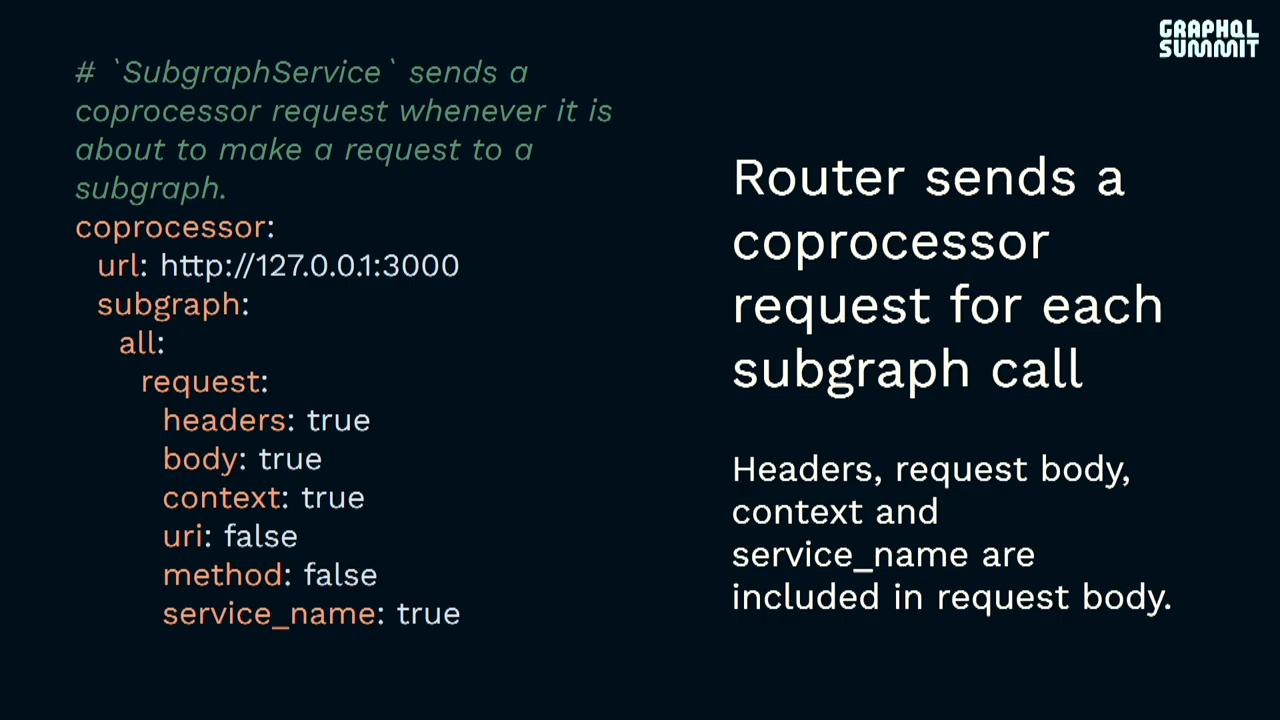 GRAPHQL
SUMMIT
# `SubgraphService` sends a
coprocessor request whenever it is
about to make a request to a
subgraph.
coprocessor:
  url: http://127.0.0.1:3000
  subgraph:
    all:
      request:
        headers: true
        body: true
        context: true
        uri: false
        method: false
        service_name: true
Router sends a
coprocessor
request for each
subgraph call
Headers, request body,
context and
service_name are
included in request body.